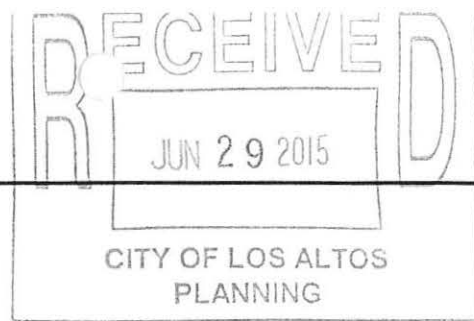 RECEIVED
JUN 29 2015
CITY OF LOS ALTOS
PLANNING